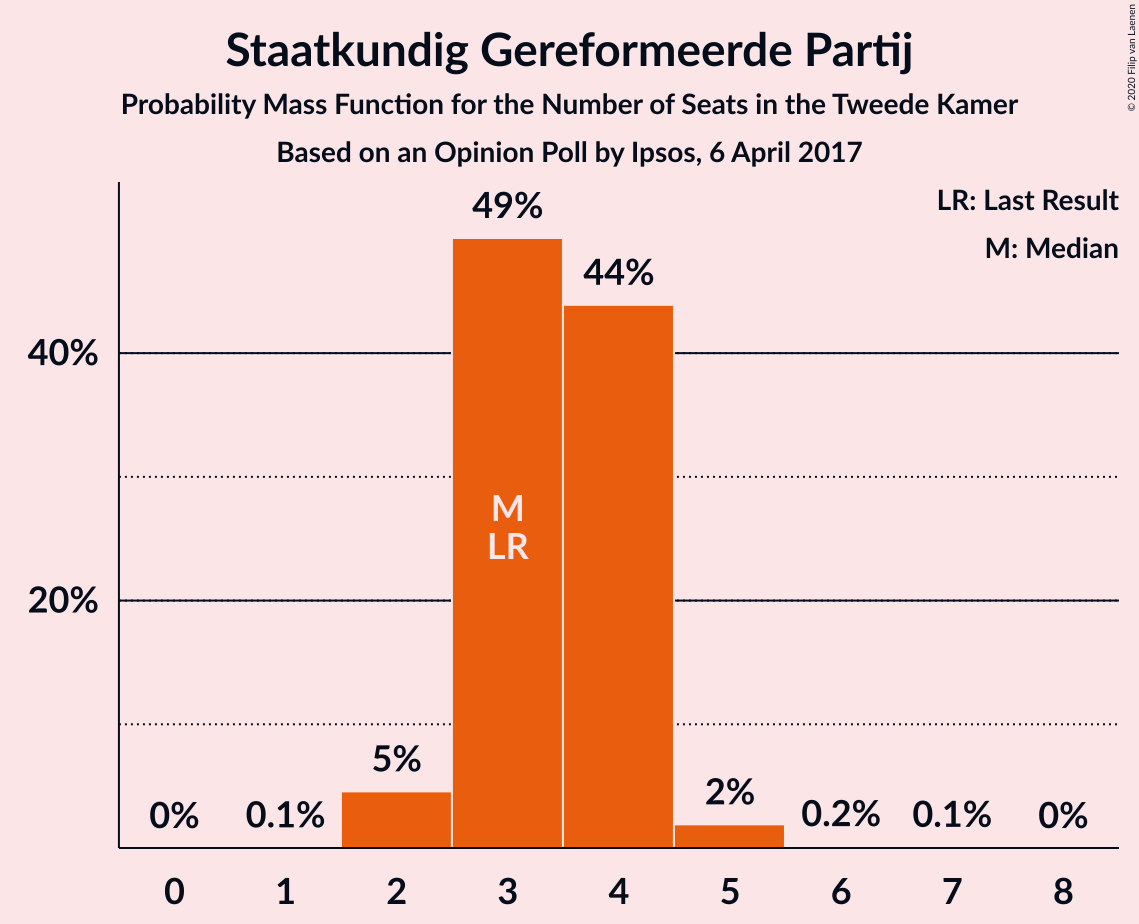 Staatkundig Gereformeerde Partij
Probability Mass Function for the Number of Seats in the Tweede Kamer
Based on an Opinion Poll by Ipsos, 6 April 2017
© 2020 Filip van Laenen
LR: Last Result
M: Median
49%
44%
40%
M
LR
20%
5%
2%
0%
0.1%
0.2%
0.1%
0%
0 1 2 3 4 5 6 7 8